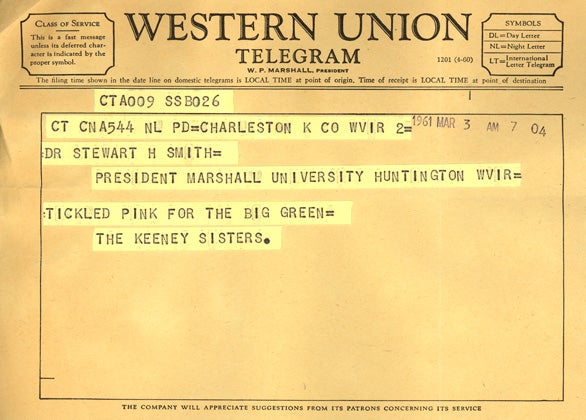 CLASS OF SERVICE
This is a fast message
unless its deferred char-
acter is indicated by the
proper symbol.
WESTERN UNION
TELEGRAM
W. P. MARSHALL, PRESIDENT
1201 (4-60)
SYMBOLS
DL=Day Letter
NL=Night Letter
LT=International Letter Telegram
The filing time shown in the date line on domestic telegrams is LOCAL TIME at point of origin. Time of receipt is LOCAL TIME at point of destination
CTA009 SSB026
CT CNA544 NL PD=CHARLESTON K CO WVIR 2= 1961 MAR 3 AM 7 04
:DR STEWART H SMITH=
PRESIDENT MARSHALL UNIVERSITY HUNTINGTON WVIR=
:TICKLED PINK FOR THE BIG GREEN=
THE KEENEY SISTERS.
THE COMPANY WILL APPRECIATE SUGGESTIONS FROM ITS PATRONS CONCERNING ITS SERVICE